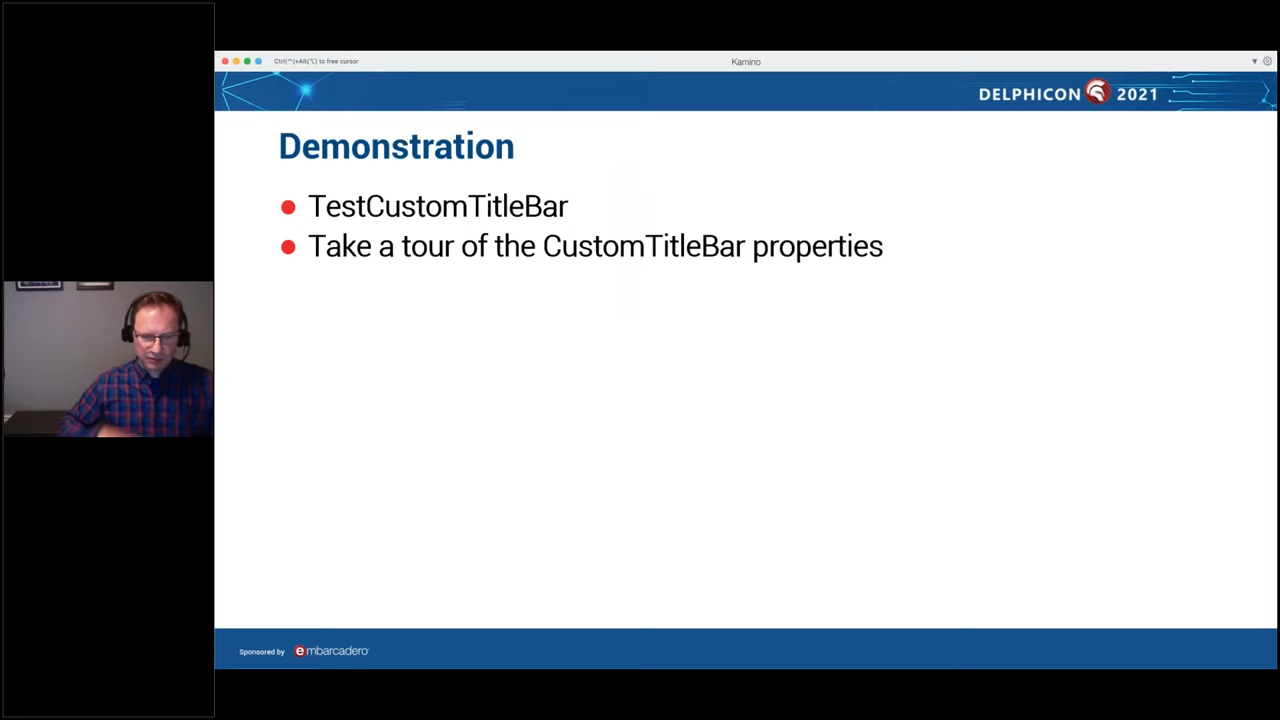 Ctrl(^)+Alt(⌥) to free cursor
Kamino
DELPHICON 2021
Demonstration
TestCustomTitleBar
Take a tour of the CustomTitleBar properties
Sponsored by embarcadero